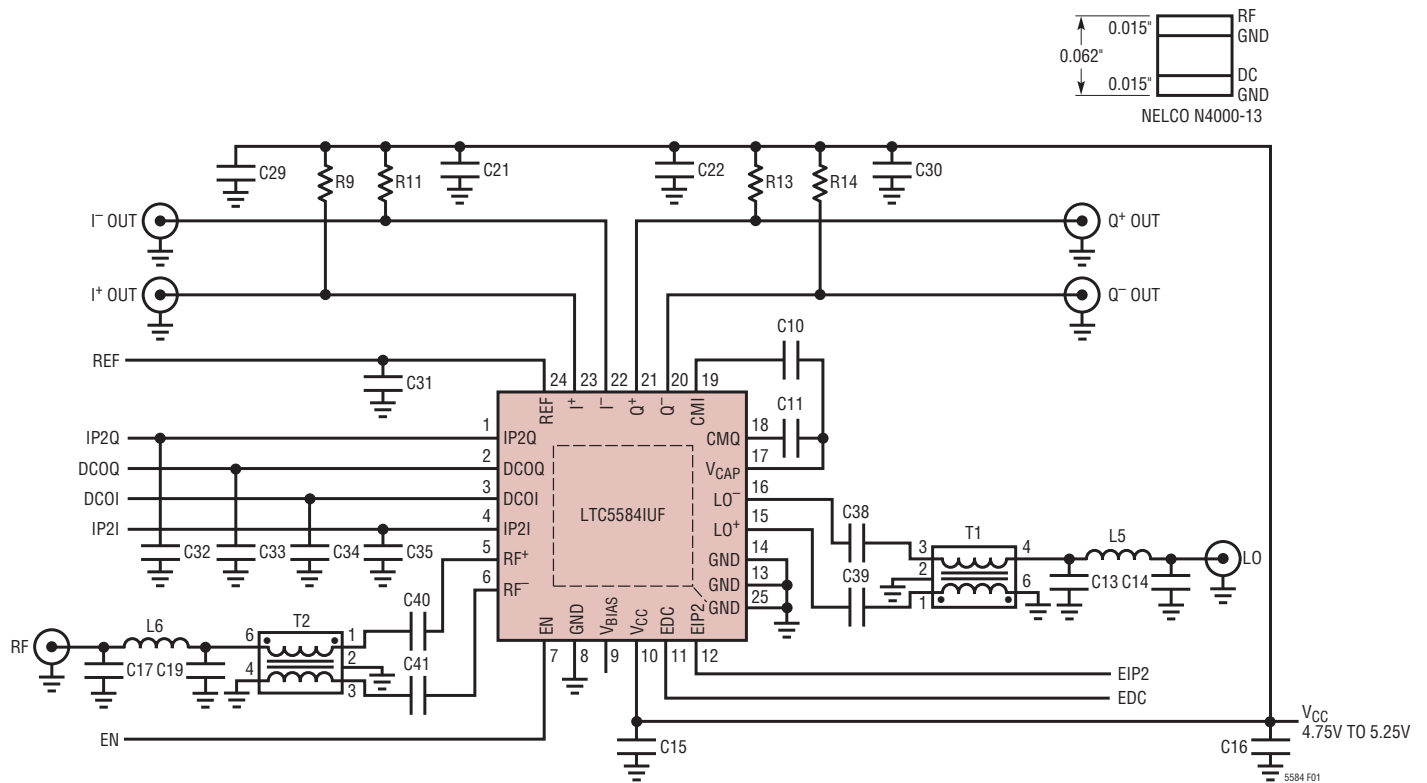 RF
0.015"
GND
0.062"
DC
0.015"
GND
NELCO N4000-13
C29
R9
R11
C21
C22
R13
R14
C30
I⁻ OUT
Q⁺ OUT
I⁺ OUT
Q⁻ OUT
C10
REF
C31
24
23
22
21
20
19
REF
I⁺
I⁻
Q⁺
Q⁻
CMI
C11
IP2Q
1
IP2Q
CMQ
18
DCOQ
2
DCOQ
VCAP
17
DCOI
3
DCOI
LTC5584IUF
LO⁻
16
IP2I
4
IP2I
LO⁺
15
C38
T1
L5
C32
C33
C34
C35
5
RF⁺
GND
14
3
4
LO
6
RF⁻
GND
13
C39
2
C13
C14
GND
25
1
6
C40
EN
GND
VBIAS
VCC
EDC
EIP2
RF
L6
T2
6
1
7
8
9
10
11
12
C17
C19
4
2
C41
3
EIP2
EDC
EN
VCC
4.75V TO 5.25V
C15
C16
5584 F01